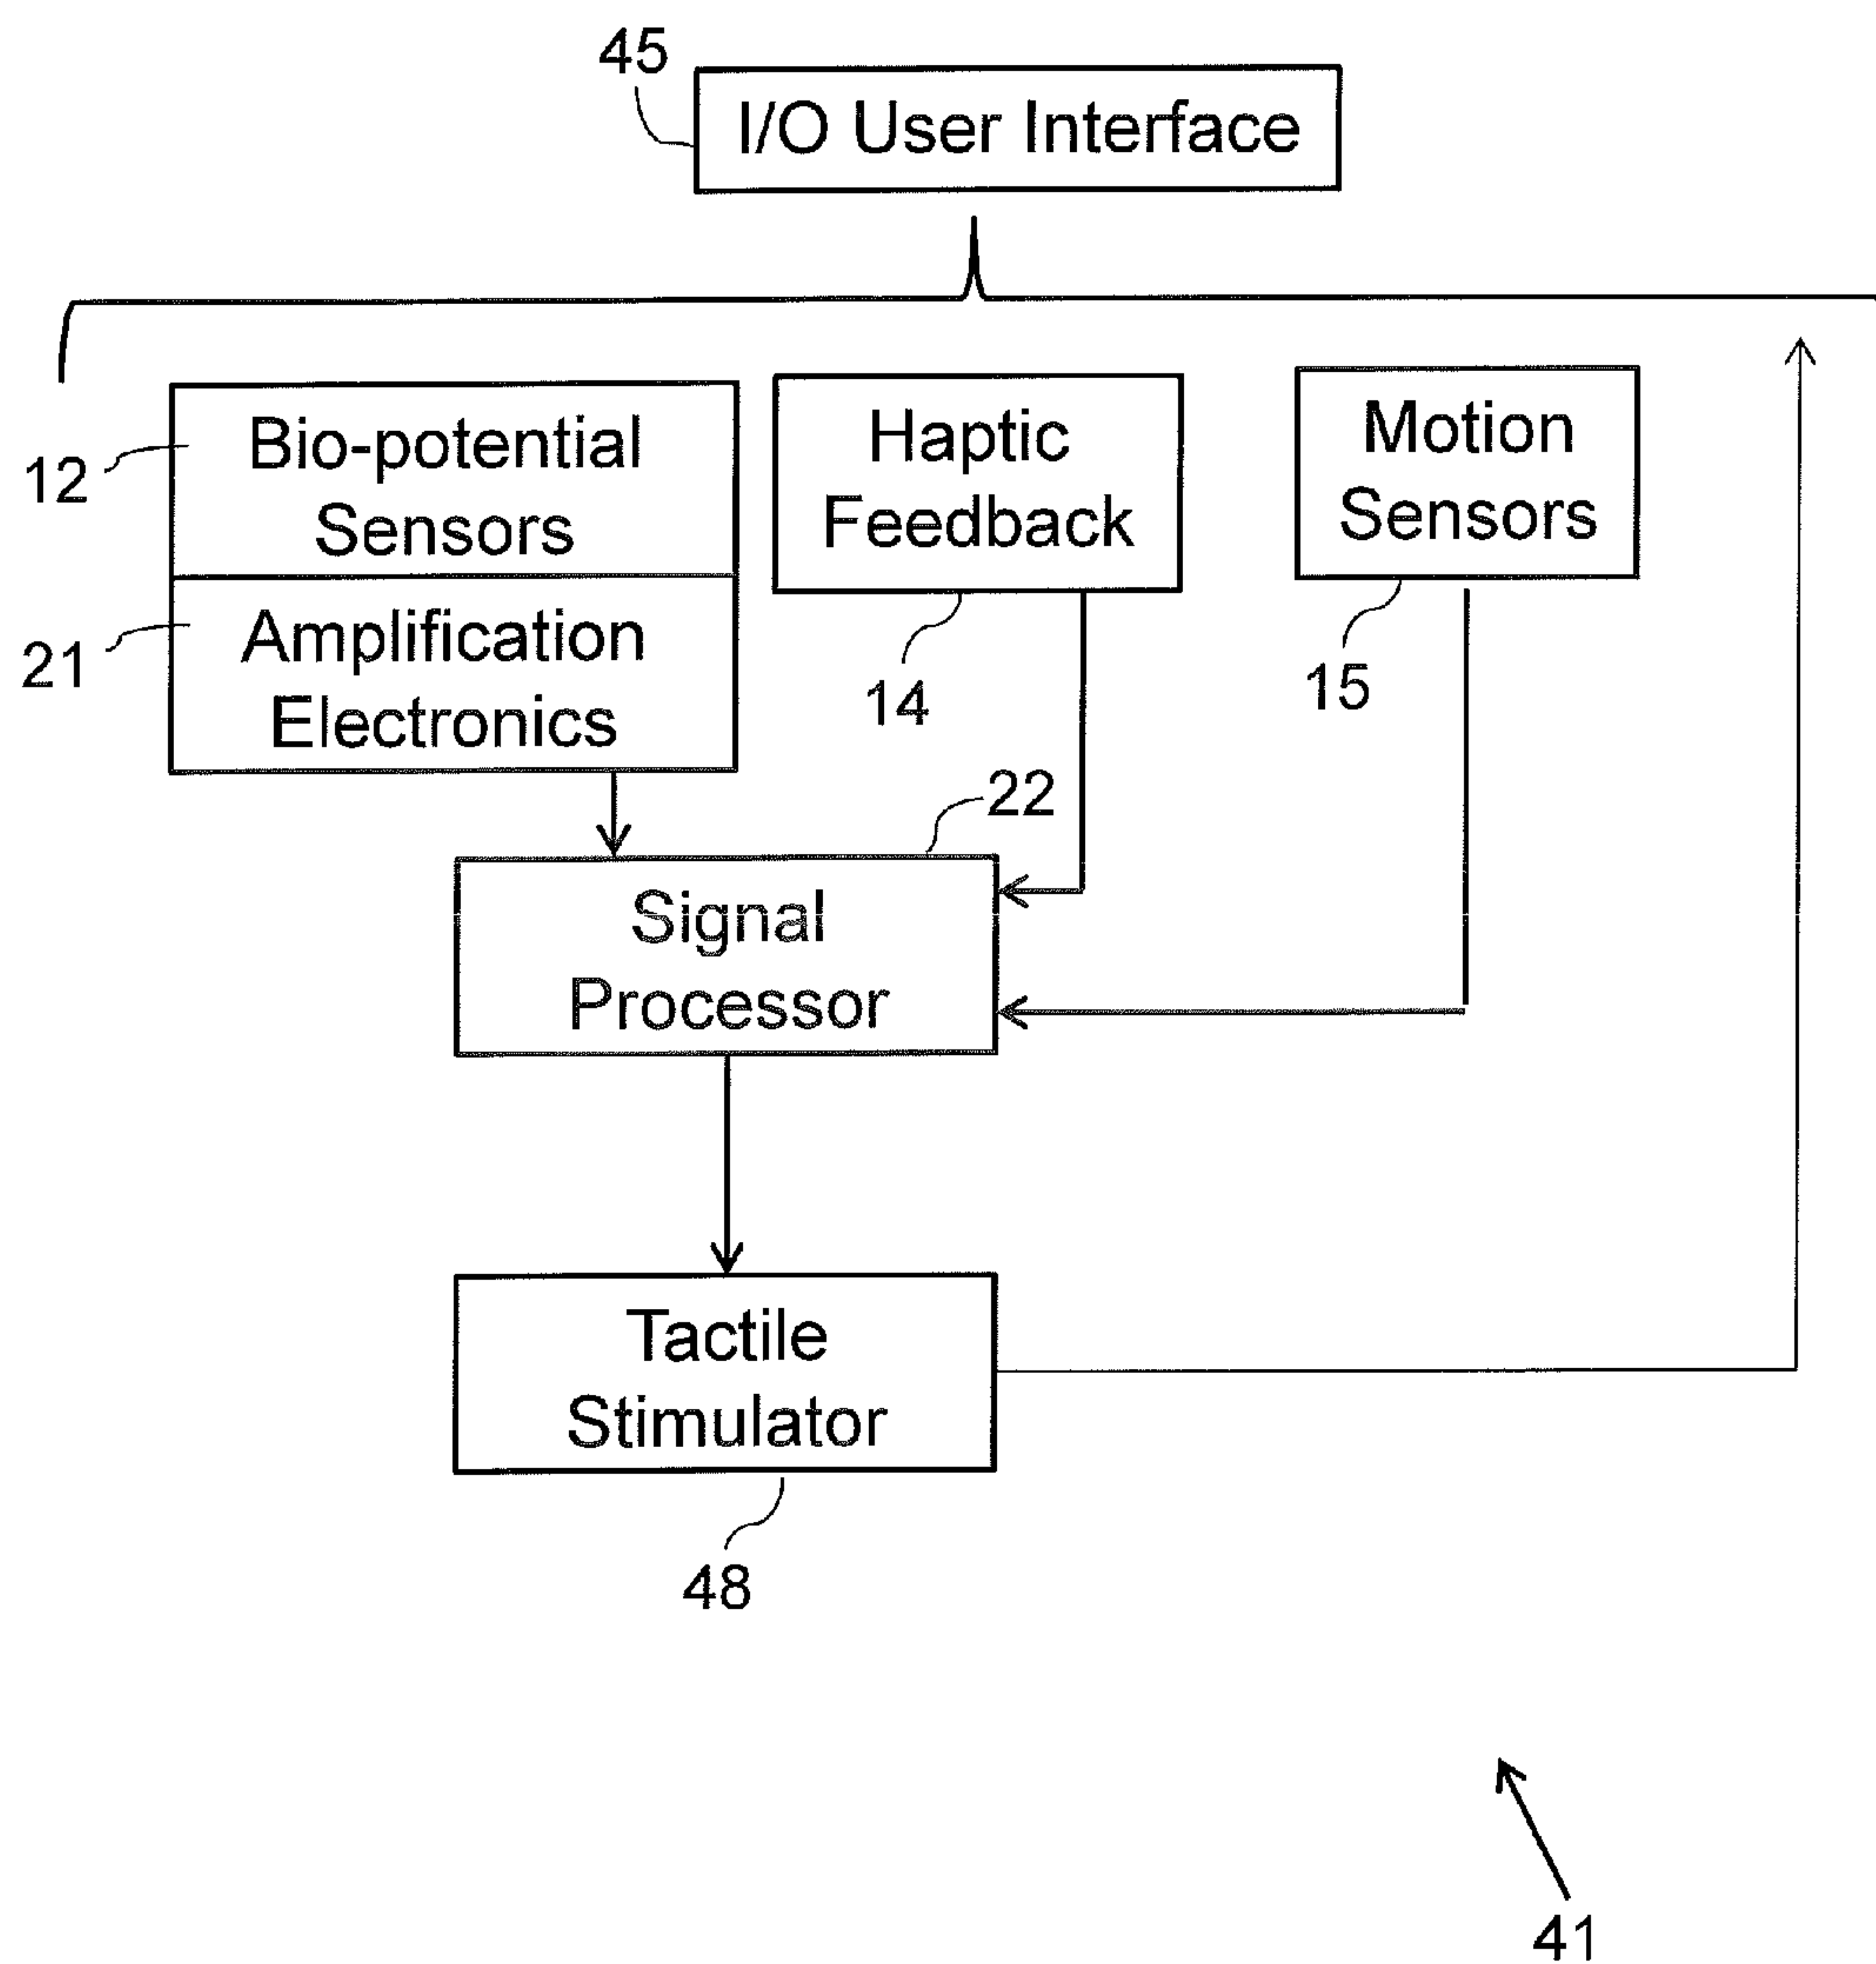 45
I/O User Interface
12
Bio-potential
Sensors
21
Amplification
Electronics
Haptic
Feedback
14
Motion
Sensors
15
22
Signal
Processor
Tactile
Stimulator
48
41